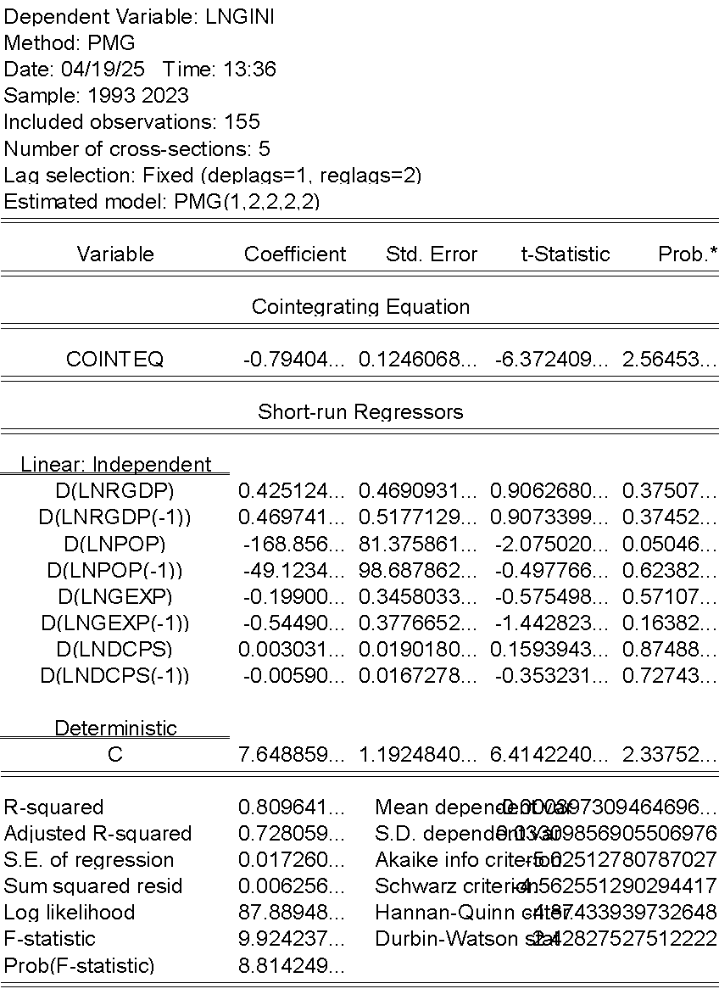 Dependent Variable: LNGINI
Method: PMG
Date: 04/19/25 Time: 13:36
Sample: 1993 2023
Included observations: 155
Number of cross-sections: 5
Lag selection: Fixed (deplags=1, reglags=2)
Estimated model: PMG(1,2,2,2,2)
Variable Coefficient Std. Error t-Statistic Prob.*
Cointegrating Equation
COINTEQ -0.79404... 0.1246068... -6.372409... 2.56453...
Short-run Regressors
Linear: Independent
D(LNRGDP) 0.425124... 0.4690931... 0.9062680... 0.37507...
D(LNRGDP(-1)) 0.469741... 0.5177129... 0.9073399... 0.37452...
D(LNPOP) -168.856... 81.375861... -2.075020... 0.05046...
D(LNPOP(-1)) -49.1234... 98.687862... -0.497766... 0.62382...
D(LNGEXP) -0.19900... 0.3458033... -0.575498... 0.57107...
D(LNGEXP(-1)) -0.54490... 0.3776652... -1.442823... 0.16382...
D(LNDCPS) 0.003031... 0.0190180... 0.1593943... 0.87488...
D(LNDCPS(-1)) -0.00590... 0.0167278... -0.353231... 0.72743...
Deterministic
C 7.648859... 1.1924840... 6.4142240... 2.33752...
R-squared 0.809641... Mean dependent var
Adjusted R-squared 0.728059... S.D. dependent var
S.E. of regression 0.017260... Akaike info criterion -5.02512780787027
Sum squared resid 0.006256... Schwarz criterion -4.562551290294417
Log likelihood 87.88948... Hannan-Quinn criter. -4.87433939732648
F-statistic 9.924237... Durbin-Watson stat 2.42827527512222
Prob(F-statistic) 8.814249...